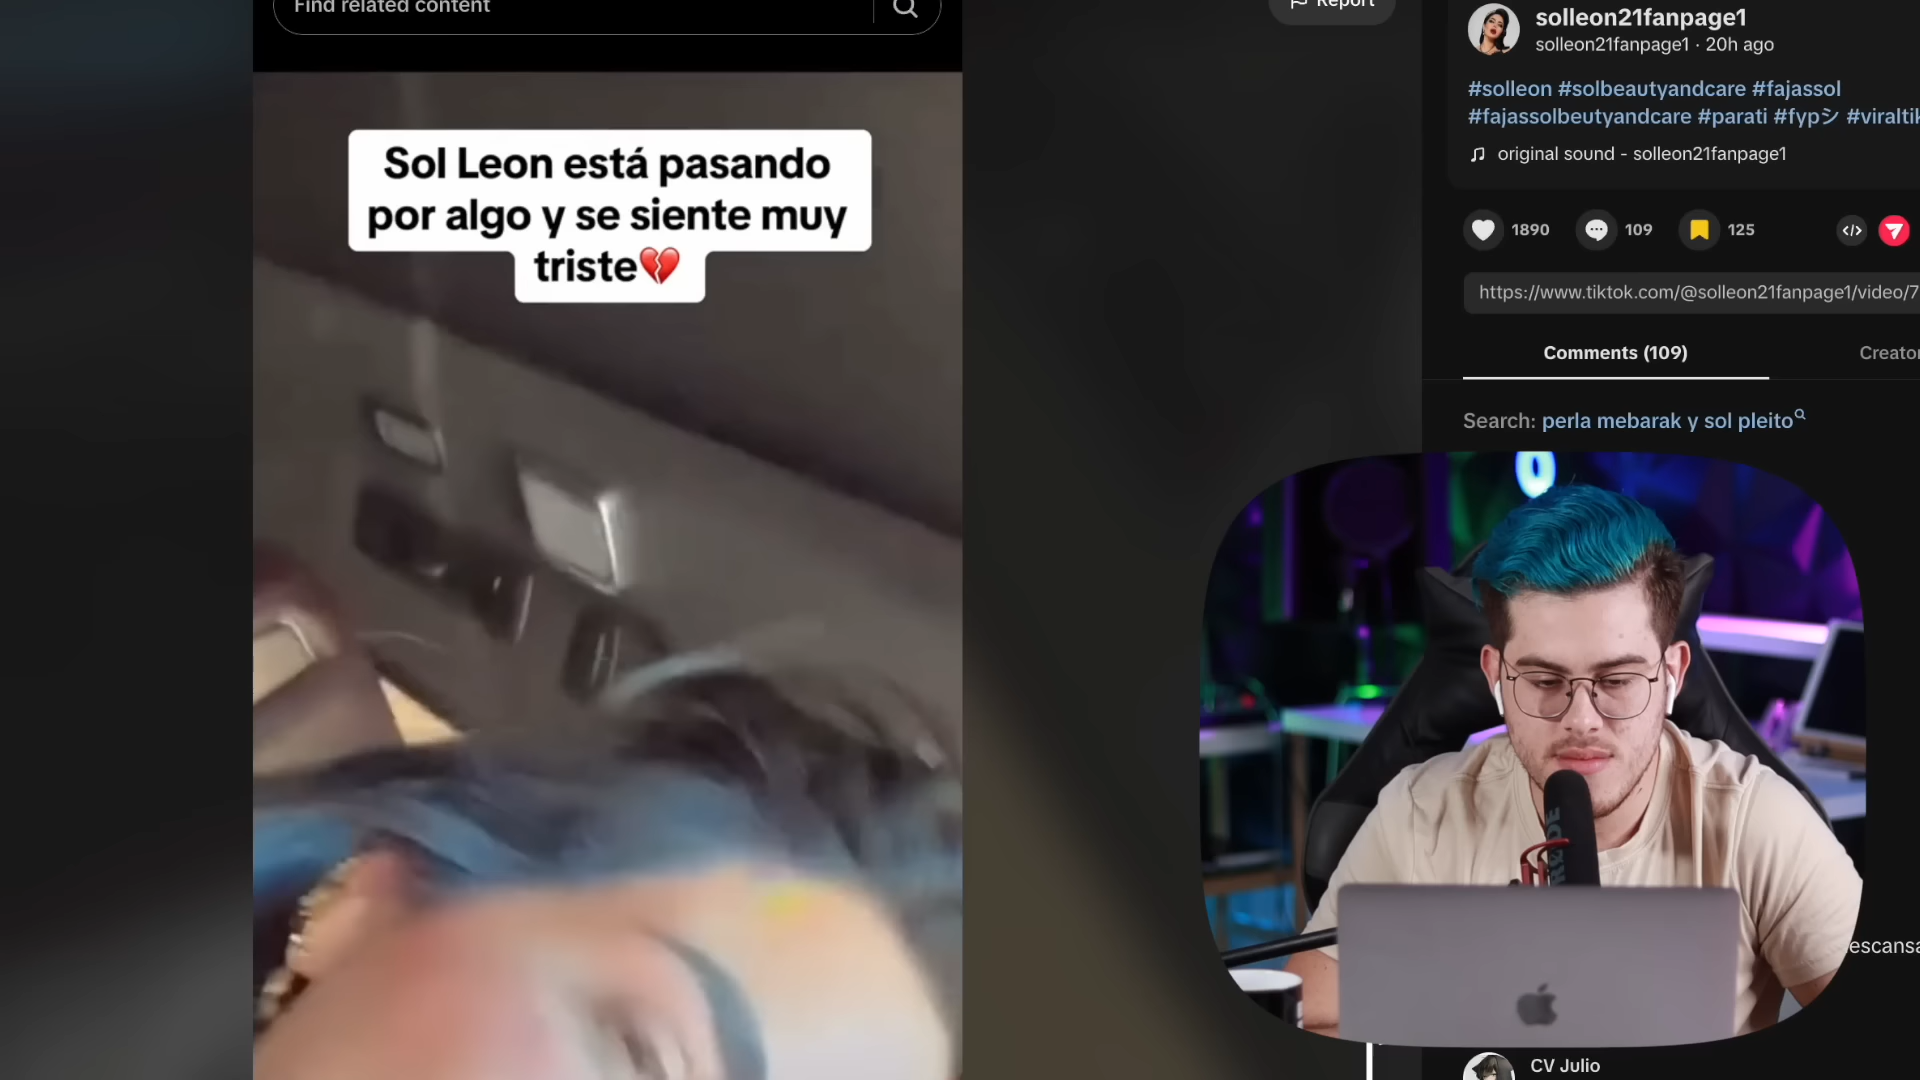 Find related content
Report
Sol Leon está pasando
por algo y se siente muy
triste💔
solleon21fanpage1
solleon21fanpage1 · 20h ago
#solleon #solbeautyandcare #fajassol
#fajassolbeutyandcare #parati #fypシ #viraltik
original sound - solleon21fanpage1
1890
109
125
https://www.tiktok.com/@solleon21fanpage1/video/7
Comments (109)
Creator
Search: perla mebarak y sol pleito
RØDE
escansa
CV Julio